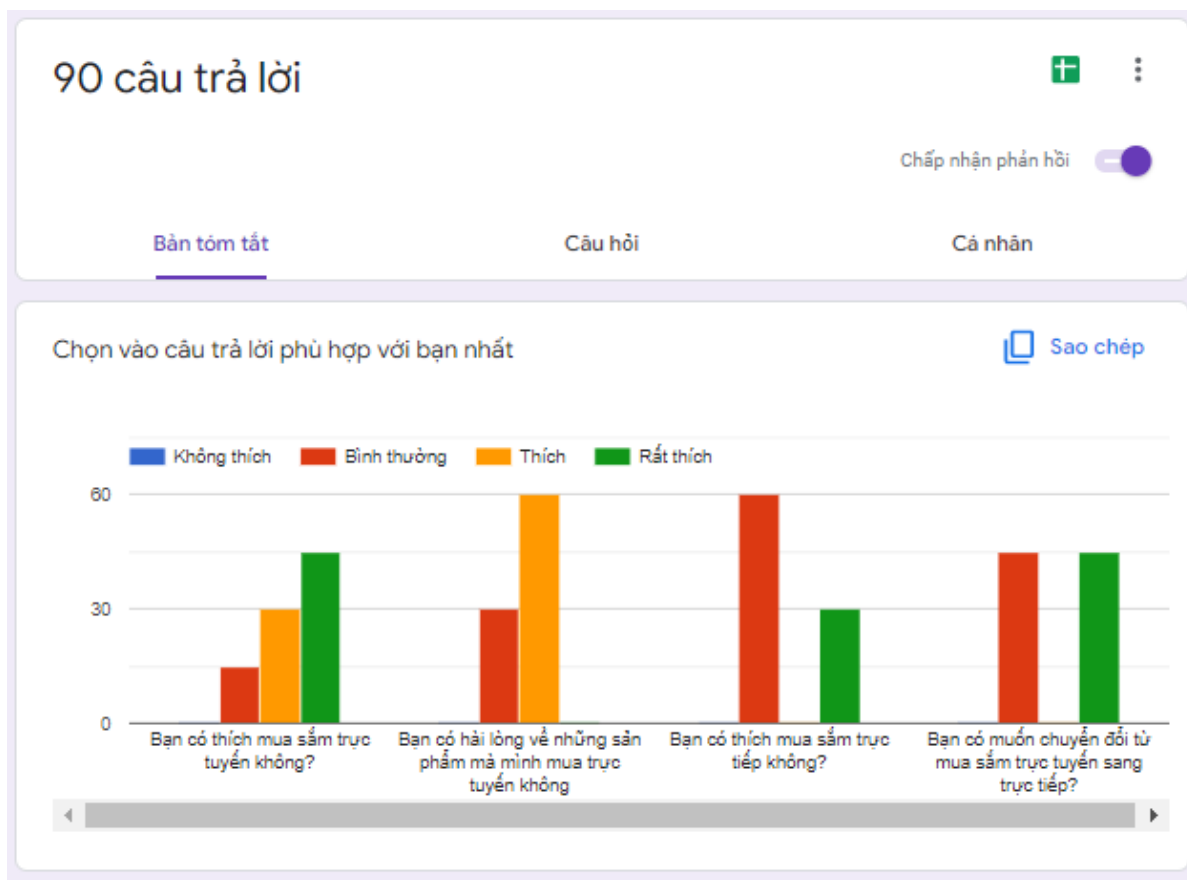 90 câu trả lời
Chấp nhận phản hồi
Bản tóm tắt Câu hỏi Cá nhân
Chọn vào câu trả lời phù hợp với bạn nhất
Sao chép
Không thích Bình thường Thích Rất thích
60
30
0
Bạn có thích mua sắm trực
tuyến không?
Bạn có hài lòng về những sản
phẩm mà mình mua trực
tuyến không
Bạn có thích mua sắm trực
tiếp không?
Bạn có muốn chuyển đổi từ
mua sắm trực tuyến sang
trực tiếp?